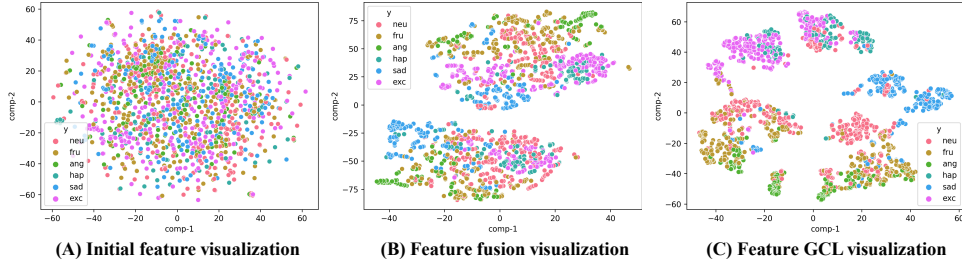 60
40
20
0
-20
-40
-60
comp-2
y
neu
fru
ang
hap
sad
exc
-60
-40
-20
0
20
40
60
comp-1
(A) Initial feature visualization
75
50
25
0
-25
-50
-75
comp-2
y
neu
fru
ang
hap
sad
exc
-40
-20
0
20
40
comp-1
(B) Feature fusion visualization
60
40
20
0
-20
-40
-60
comp-2
y
neu
fru
ang
hap
sad
exc
-40
-20
0
20
40
60
comp-1
(C) Feature GCL visualization